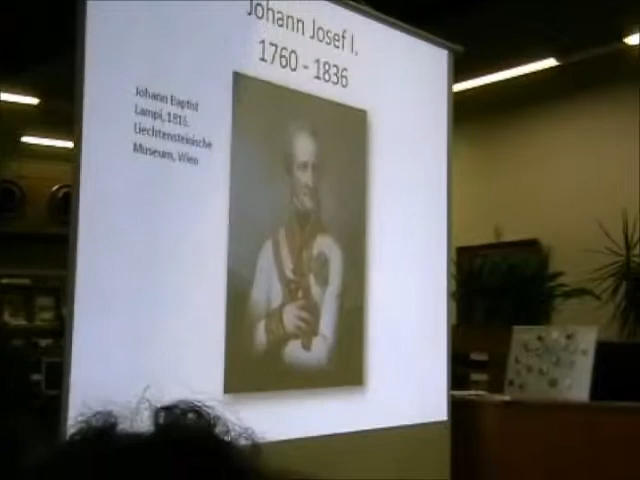 Johann Josef I.
1760 - 1836
Johann Baptist
Lampi, 1816.
Liechtensteinische
Museum, Wien